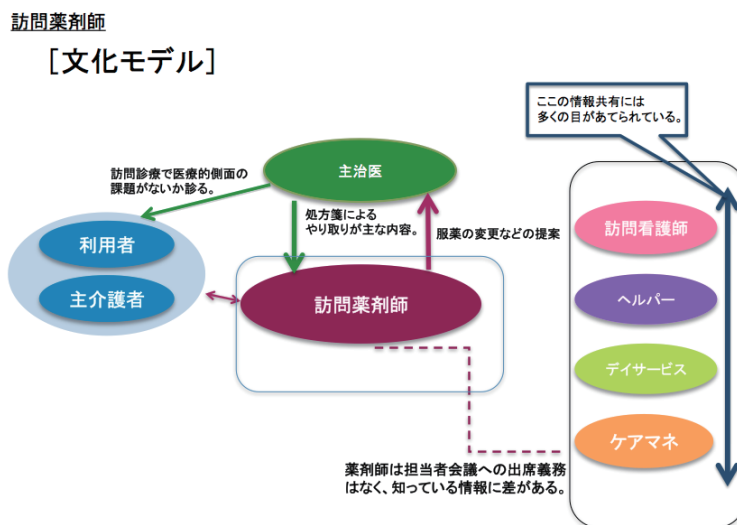 訪問薬剤師
［文化モデル］
ここの情報共有には
多くの目があてられている。
訪問診療で医療的側面の
課題がないか診る。
主治医
処方箋による
やり取りが主な内容。
服薬の変更などの提案
利用者
主介護者
訪問薬剤師
訪問看護師
ヘルパー
デイサービス
ケアマネ
薬剤師は担当者会議への出席義務
はなく、知っている情報に差がある。